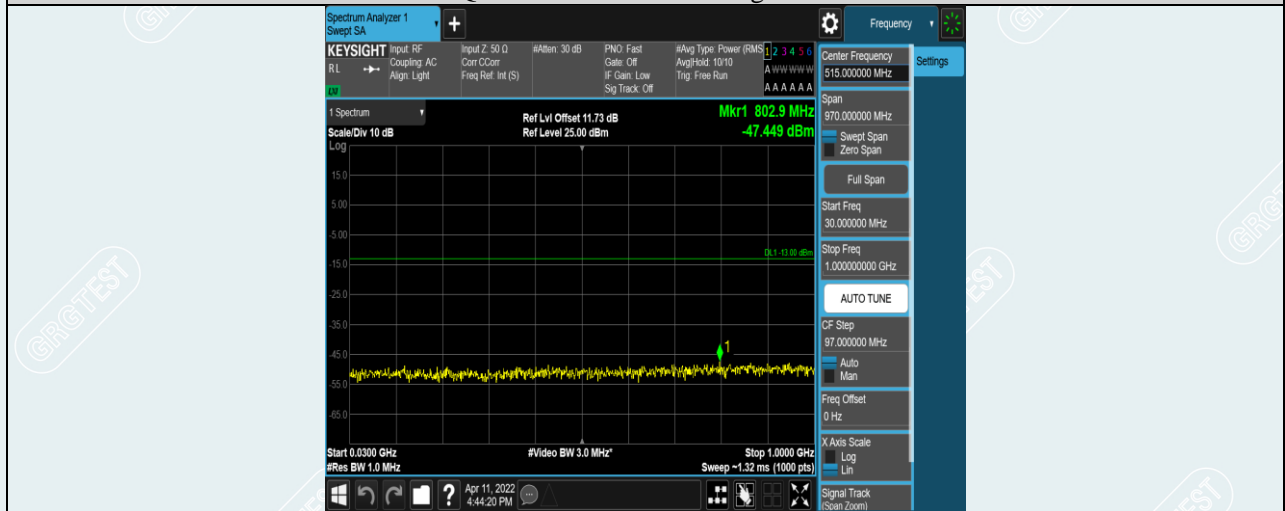 Spectrum Analyzer 1
Swept SA
Frequency
KEYSIGHT
Input: RF
Input Z: 50 Ω
#Atten: 30 dB
PNO: Fast
#Avg Type: Power (RMS
1 2 3 4 5 6
RL
Coupling: AC
Corr CCorr
Gate: Off
Avg|Hold: 10/10
A W W W W W
Align: Light
Freq Ref: Int (S)
IF Gain: Low
Trig: Free Run
Sig Track: Off
A A A A A A
LXI
1 Spectrum
Ref Lvl Offset 11.73 dB
Mkr1 802.9 MHz
Scale/Div 10 dB
Ref Level 25.00 dBm
-47.449 dBm
Log
15.0
5.00
-5.00
DL1 -13.00 dBm
-15.0
-25.0
-35.0
1
-45.0
-55.0
-65.0
Start 0.0300 GHz
#Video BW 3.0 MHz*
Stop 1.0000 GHz
#Res BW 1.0 MHz
Sweep ~1.32 ms (1000 pts)
Apr 11, 2022
4:44:20 PM
Center Frequency
515.000000 MHz
Settings
Span
970.000000 MHz
Swept Span
Zero Span
Full Span
Start Freq
30.000000 MHz
Stop Freq
1.000000000 GHz
AUTO TUNE
CF Step
97.000000 MHz
Auto
Man
Freq Offset
0 Hz
X Axis Scale
Log
Lin
Signal Track
(Span Zoom)
GRGTEST
GRGTEST